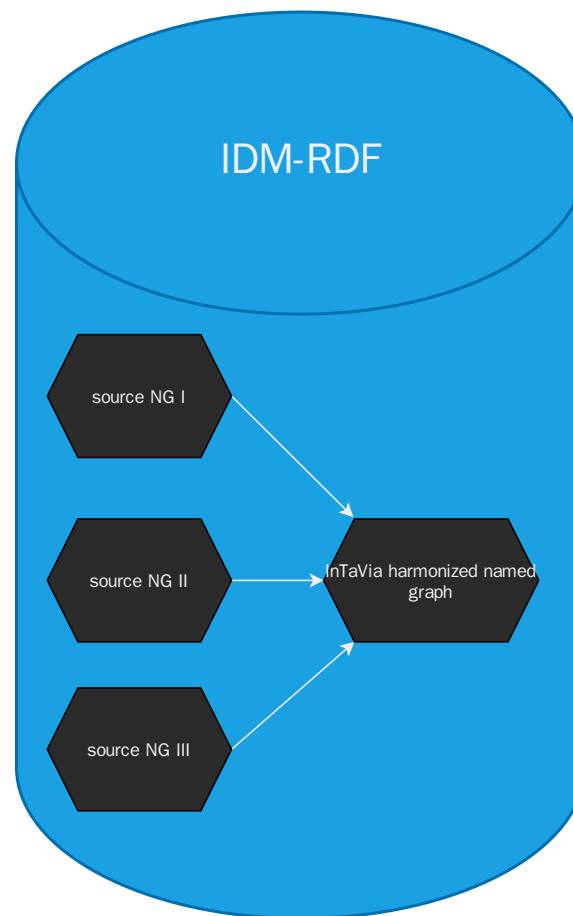 IDM-RDF
source NG I
source NG II
InTaVia harmonized named
graph
source NG III